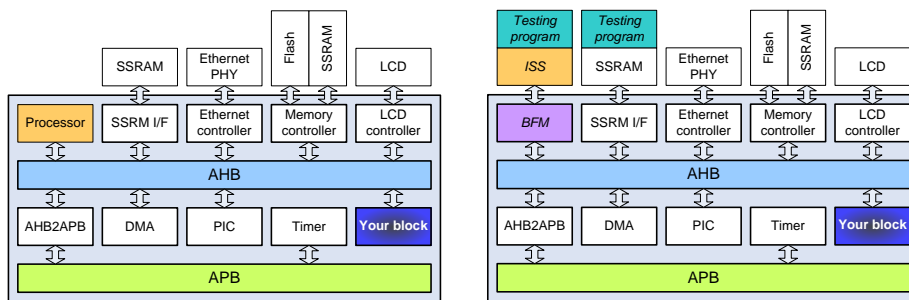 SSRAM
Ethernet
PHY
Flash
SSRAM
LCD
Processor
SSRM I/F
Ethernet
controller
Memory
controller
LCD
controller
AHB
AHB2APB
DMA
PIC
Timer
Your block
APB
Testing
program
ISS
Testing
program
SSRAM
Ethernet
PHY
Flash
SSRAM
LCD
BFM
SSRM I/F
Ethernet
controller
Memory
controller
LCD
controller
AHB
AHB2APB
DMA
PIC
Timer
Your block
APB